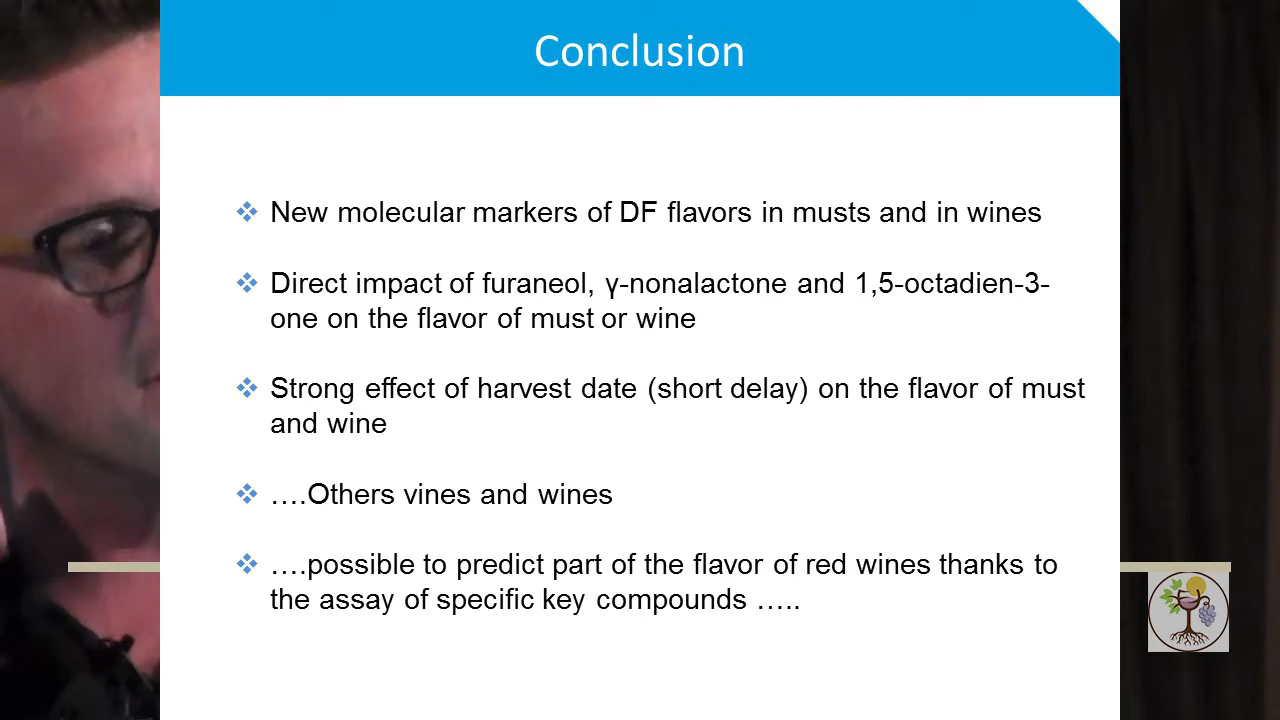 Conclusion
New molecular markers of DF flavors in musts and in wines
Direct impact of furaneol, γ-nonalactone and 1,5-octadien-3-
one on the flavor of must or wine
Strong effect of harvest date (short delay) on the flavor of must
and wine
….Others vines and wines
….possible to predict part of the flavor of red wines thanks to
the assay of specific key compounds …..